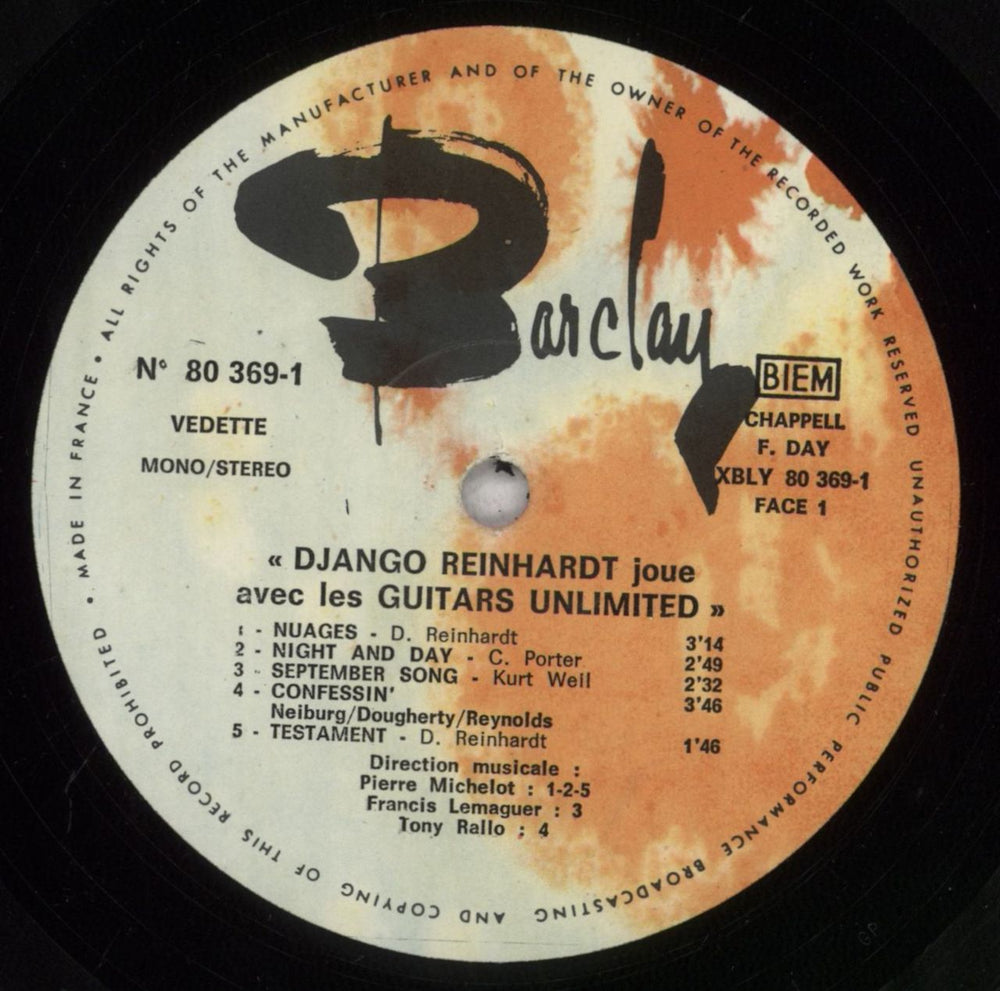 • ALL RIGHTS OF THE MANUFACTURER AND OF THE OWNER OF THE RECORDED WORK RESERVED UNAUTHORIZED PUBLIC PERFORMANCE BROADCASTING AND COPYING OF THIS RECORD PROHIBITED • MADE IN FRANCE
Barclay
N° 80 369-1
VEDETTE
MONO/STEREO
BIEM
CHAPPELL
F. DAY
XBLY 80 369-1
FACE 1
« DJANGO REINHARDT joue
avec les GUITARS UNLIMITED »
1 - NUAGES - D. Reinhardt 3'14
2 - NIGHT AND DAY - C. Porter 2'49
3 - SEPTEMBER SONG - Kurt Weil 2'32
4 - CONFESSIN' 3'46
Neiburg/Dougherty/Reynolds
5 - TESTAMENT - D. Reinhardt 1'46
Direction musicale :
Pierre Michelot : 1-2-5
Francis Lemaguer : 3
Tony Rallo : 4
GP